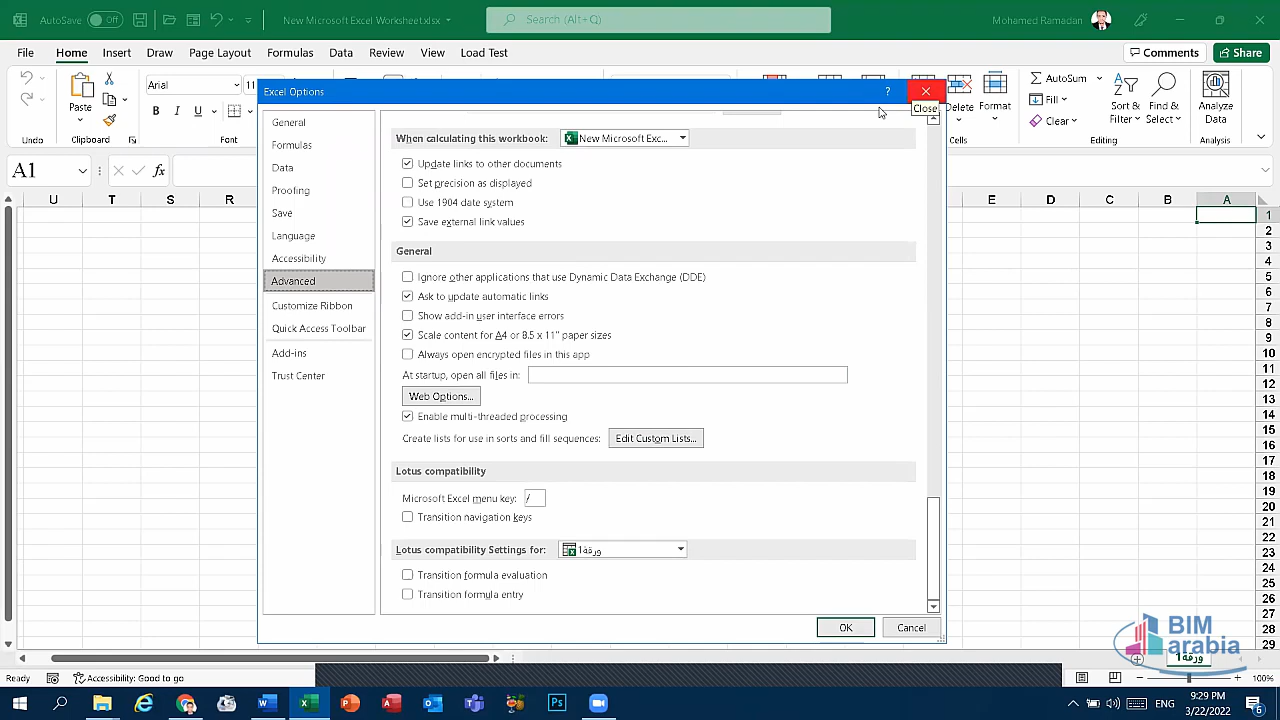 AutoSave Off New Microsoft Excel Worksheet.xlsx Search (Alt+Q) Mohamed Ramadan
File Home Insert Draw Page Layout Formulas Data Review View Load Test Comments Share
Paste
Clipboard
Arial 11
B I U
Delete
Format
Cells
AutoSum
Fill
Clear
Sort & Filter
Find & Select
Editing
Analyze Data
Analysis
A1 fx
Excel Options ?
Close
General
Formulas
Data
Proofing
Save
Language
Accessibility
Advanced
Customize Ribbon
Quick Access Toolbar
Add-ins
Trust Center
When calculating this workbook: New Microsoft Exc...
Update links to other documents
Set precision as displayed
Use 1904 date system
Save external link values
General
Ignore other applications that use Dynamic Data Exchange (DDE)
Ask to update automatic links
Show add-in user interface errors
Scale content for A4 or 8.5 x 11" paper sizes
Always open encrypted files in this app
At startup, open all files in:
Web Options...
Enable multi-threaded processing
Create lists for use in sorts and fill sequences: Edit Custom Lists...
Lotus compatibility
Microsoft Excel menu key: /
Transition navigation keys
Lotus compatibility Settings for: ورقة1
Transition formula evaluation
Transition formula entry
OK Cancel
U T S R E D C B A
1
2
3
4
5
6
7
8
9
10
11
12
13
14
15
16
17
18
19
20
21
22
23
24
25
26
27
28
29
BIM
arabia
ورقة1
Ready Accessibility: Good to go 100%
ENG 9:29 PM
3/22/2022 6